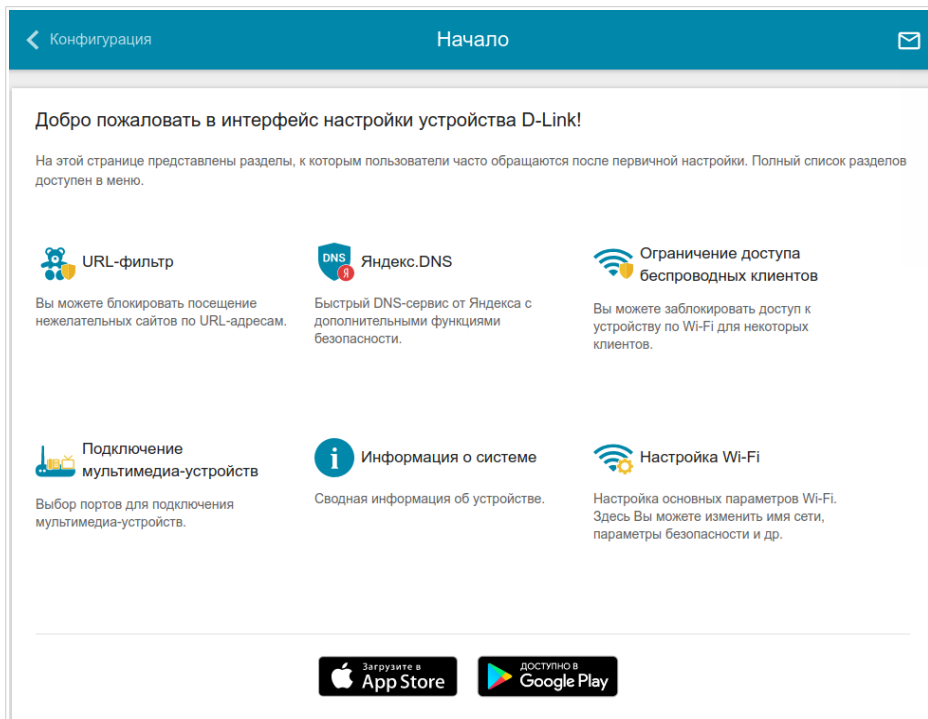 Конфигурация
Начало
Добро пожаловать в интерфейс настройки устройства D-Link!
На этой странице представлены разделы, к которым пользователи часто обращаются после первичной настройки. Полный список разделов
доступен в меню.
URL-фильтр
Вы можете блокировать посещение
нежелательных сайтов по URL-адресам.
DNS
Я
Яндекс.DNS
Быстрый DNS-сервис от Яндекса с
дополнительными функциями
безопасности.
Ограничение доступа
беспроводных клиентов
Вы можете заблокировать доступ к
устройству по Wi-Fi для некоторых
клиентов.
Подключение
мультимедиа-устройств
Выбор портов для подключения
мультимедиа-устройств.
i
Информация о системе
Сводная информация об устройстве.
Настройка Wi-Fi
Настройка основных параметров Wi-Fi.
Здесь Вы можете изменить имя сети,
параметры безопасности и др.
Загрузите в
App Store
ДОСТУПНО В
Google Play